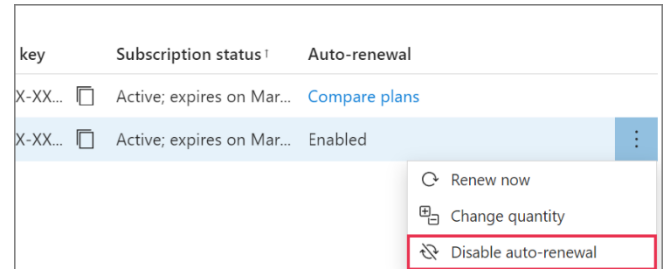 key Subscription status ↑ Auto-renewal
X-XX... Active; expires on Mar... Compare plans
X-XX... Active; expires on Mar... Enabled
Renew now
Change quantity
Disable auto-renewal